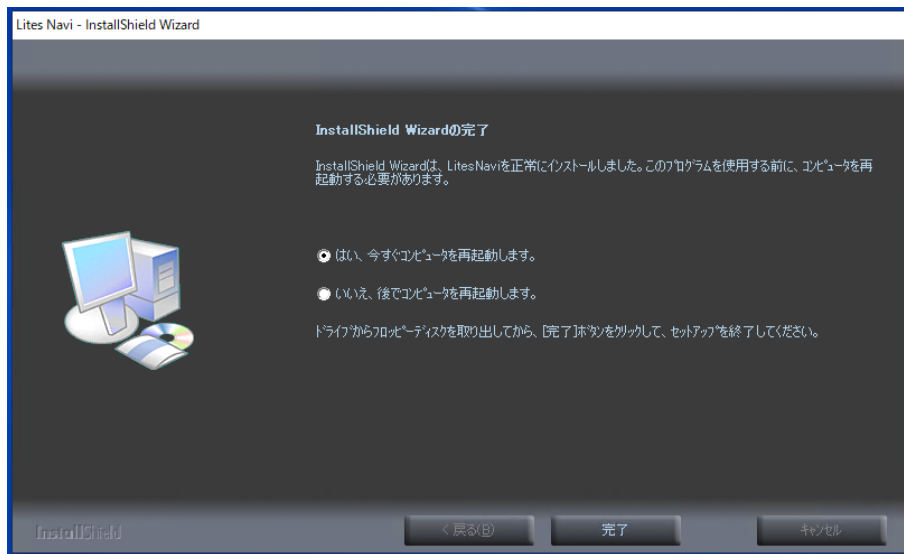 Lites Navi - InstallShield Wizard
InstallShield Wizardの完了
InstallShield Wizardは、LitesNaviを正常にインストールしました。このプログラムを使用する前に、コンピュータを再
起動する必要があります。
はい、今すぐコンピュータを再起動します。
いいえ、後でコンピュータを再起動します。
ドライブからフロッピーディスクを取り出してから、[完了]ボタンをクリックして、セットアップを終了してください。
InstallShield
< 戻る(B)
完了
キャンセル